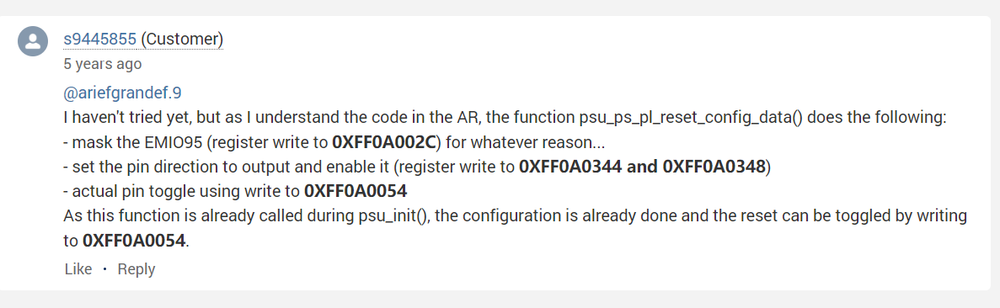 s9445855 (Customer)
5 years ago
@ariefgrandef.9
I haven't tried yet, but as I understand the code in the AR, the function psu_ps_pl_reset_config_data() does the following:
- mask the EMIO95 (register write to 0XFF0A002C) for whatever reason...
- set the pin direction to output and enable it (register write to 0XFF0A0344 and 0XFF0A0348)
- actual pin toggle using write to 0XFF0A0054
As this function is already called during psu_init(), the configuration is already done and the reset can be toggled by writing
to 0XFF0A0054.
Like · Reply